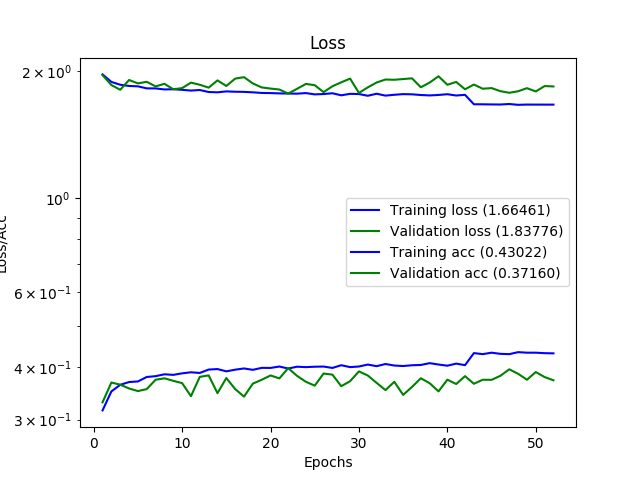 Loss
2 × 10⁰
10⁰
6 × 10⁻¹
4 × 10⁻¹
3 × 10⁻¹
Loss/Acc
Training loss (1.66461)
Validation loss (1.83776)
Training acc (0.43022)
Validation acc (0.37160)
0 10 20 30 40 50
Epochs